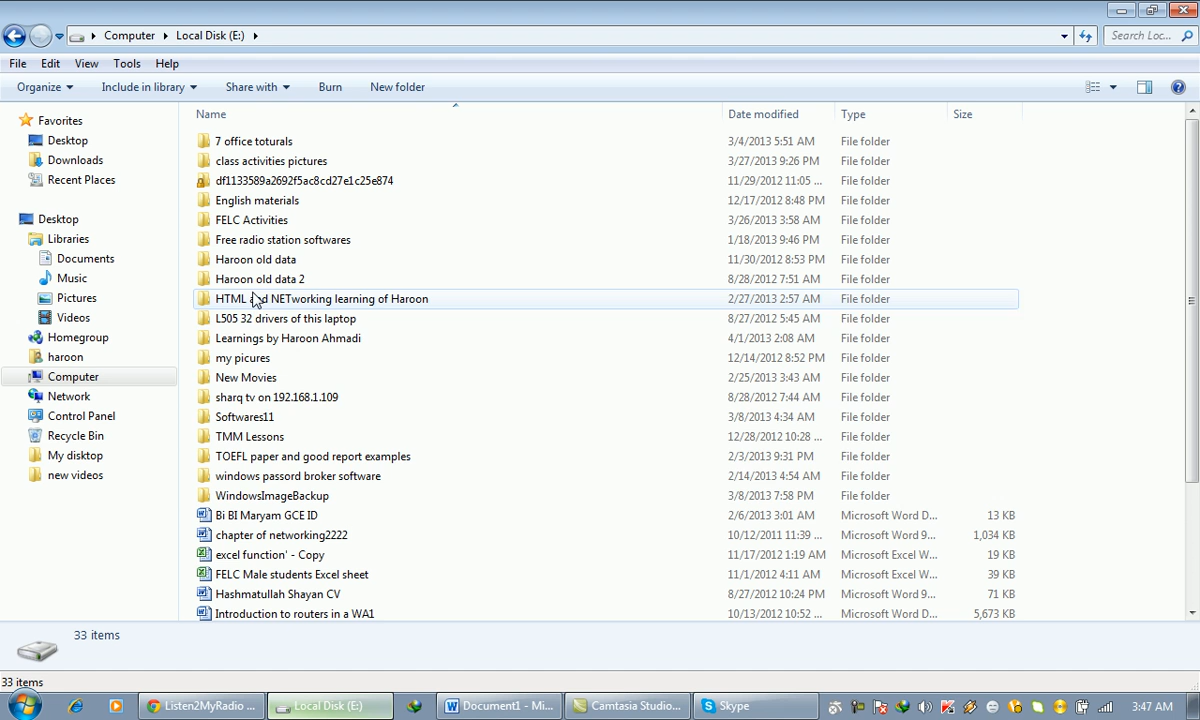 Computer Local Disk (E:) Search Loc...
File Edit View Tools Help
Organize Include in library Share with Burn New folder
Favorites
Desktop
Downloads
Recent Places
Desktop
Libraries
Documents
Music
Pictures
Videos
Homegroup
haroon
Computer
Network
Control Panel
Recycle Bin
My disktop
new videos
Name Date modified Type Size
7 office toturals 3/4/2013 5:51 AM File folder
class activities pictures 3/27/2013 9:26 PM File folder
df1133589a2692f5ac8cd27e1c25e874 11/29/2012 11:05 ... File folder
English materials 12/17/2012 8:48 PM File folder
FELC Activities 3/26/2013 3:58 AM File folder
Free radio station softwares 1/18/2013 9:46 PM File folder
Haroon old data 11/30/2012 8:53 PM File folder
Haroon old data 2 8/28/2012 7:51 AM File folder
HTML and NETworking learning of Haroon 2/27/2013 2:57 AM File folder
L505 32 drivers of this laptop 8/27/2012 5:45 AM File folder
Learnings by Haroon Ahmadi 4/1/2013 2:08 AM File folder
my picures 12/14/2012 8:52 PM File folder
New Movies 2/25/2013 3:43 AM File folder
sharq tv on 192.168.1.109 8/28/2012 7:44 AM File folder
Softwares11 3/8/2013 4:34 AM File folder
TMM Lessons 12/28/2012 10:28 ... File folder
TOEFL paper and good report examples 2/3/2013 9:31 PM File folder
windows passord broker software 2/14/2013 4:54 AM File folder
WindowsImageBackup 3/8/2013 7:58 PM File folder
Bi BI Maryam GCE ID 2/6/2013 3:01 AM Microsoft Word D... 13 KB
chapter of networking2222 10/12/2011 11:39 ... Microsoft Word 9... 1,034 KB
excel function' - Copy 11/17/2012 1:19 AM Microsoft Excel W... 19 KB
FELC Male students Excel sheet 11/1/2012 4:11 AM Microsoft Excel W... 39 KB
Hashmatullah Shayan CV 8/27/2012 10:24 PM Microsoft Word 9... 71 KB
Introduction to routers in a WA1 10/13/2012 10:52 ... Microsoft Word D... 5,673 KB
33 items
33 items
Listen2MyRadio ... Local Disk (E:) Document1 - Mi... Camtasia Studio... Skype 3:47 AM